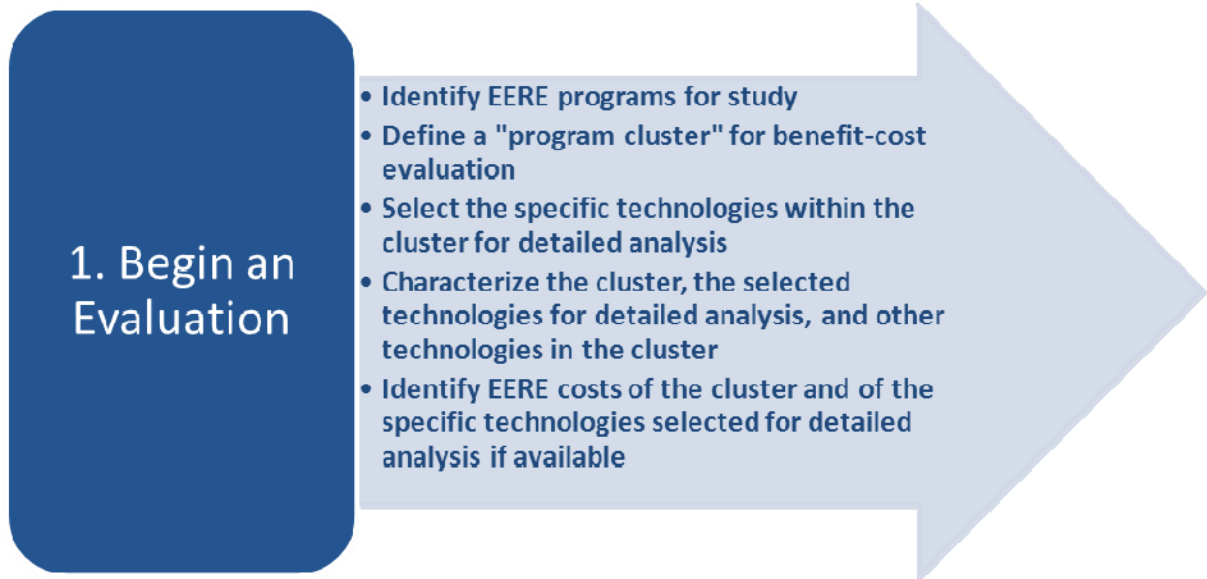 1. Begin an
Evaluation
• Identify EERE programs for study
• Define a "program cluster" for benefit-cost
evaluation
• Select the specific technologies within the
cluster for detailed analysis
• Characterize the cluster, the selected
technologies for detailed analysis, and other
technologies in the cluster
• Identify EERE costs of the cluster and of the
specific technologies selected for detailed
analysis if available